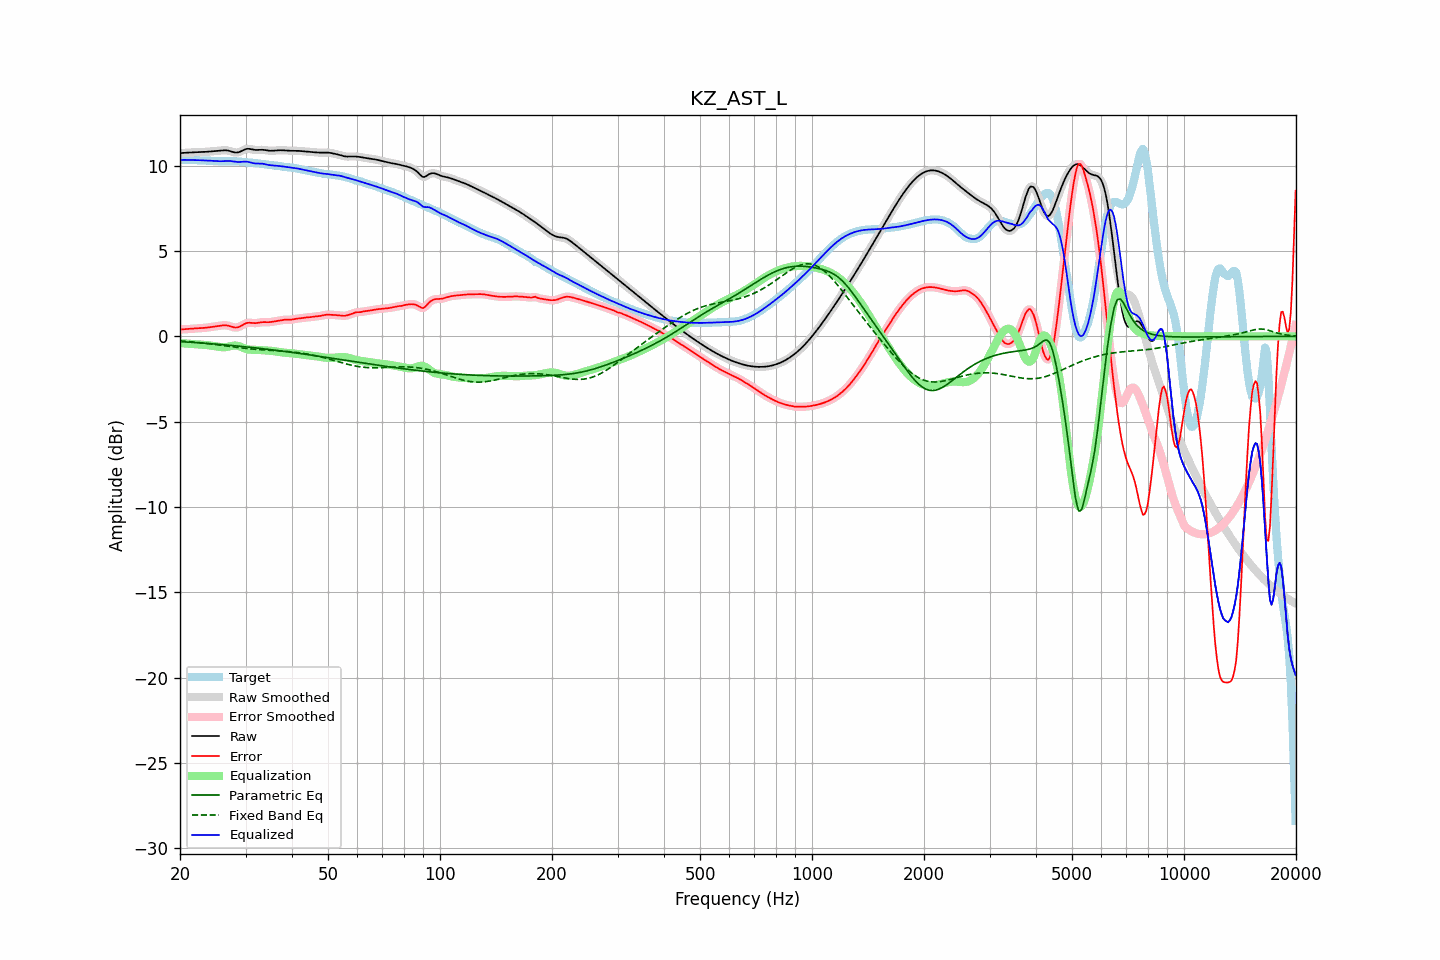 KZ_AST_L
Amplitude (dBr)
10
5
0
−5
−10
−15
−20
−25
−30
Target
Raw Smoothed
Error Smoothed
Raw
Error
Equalization
Parametric Eq
Fixed Band Eq
Equalized
20 50 100 200 500 1000 2000 5000 10000 20000
Frequency (Hz)